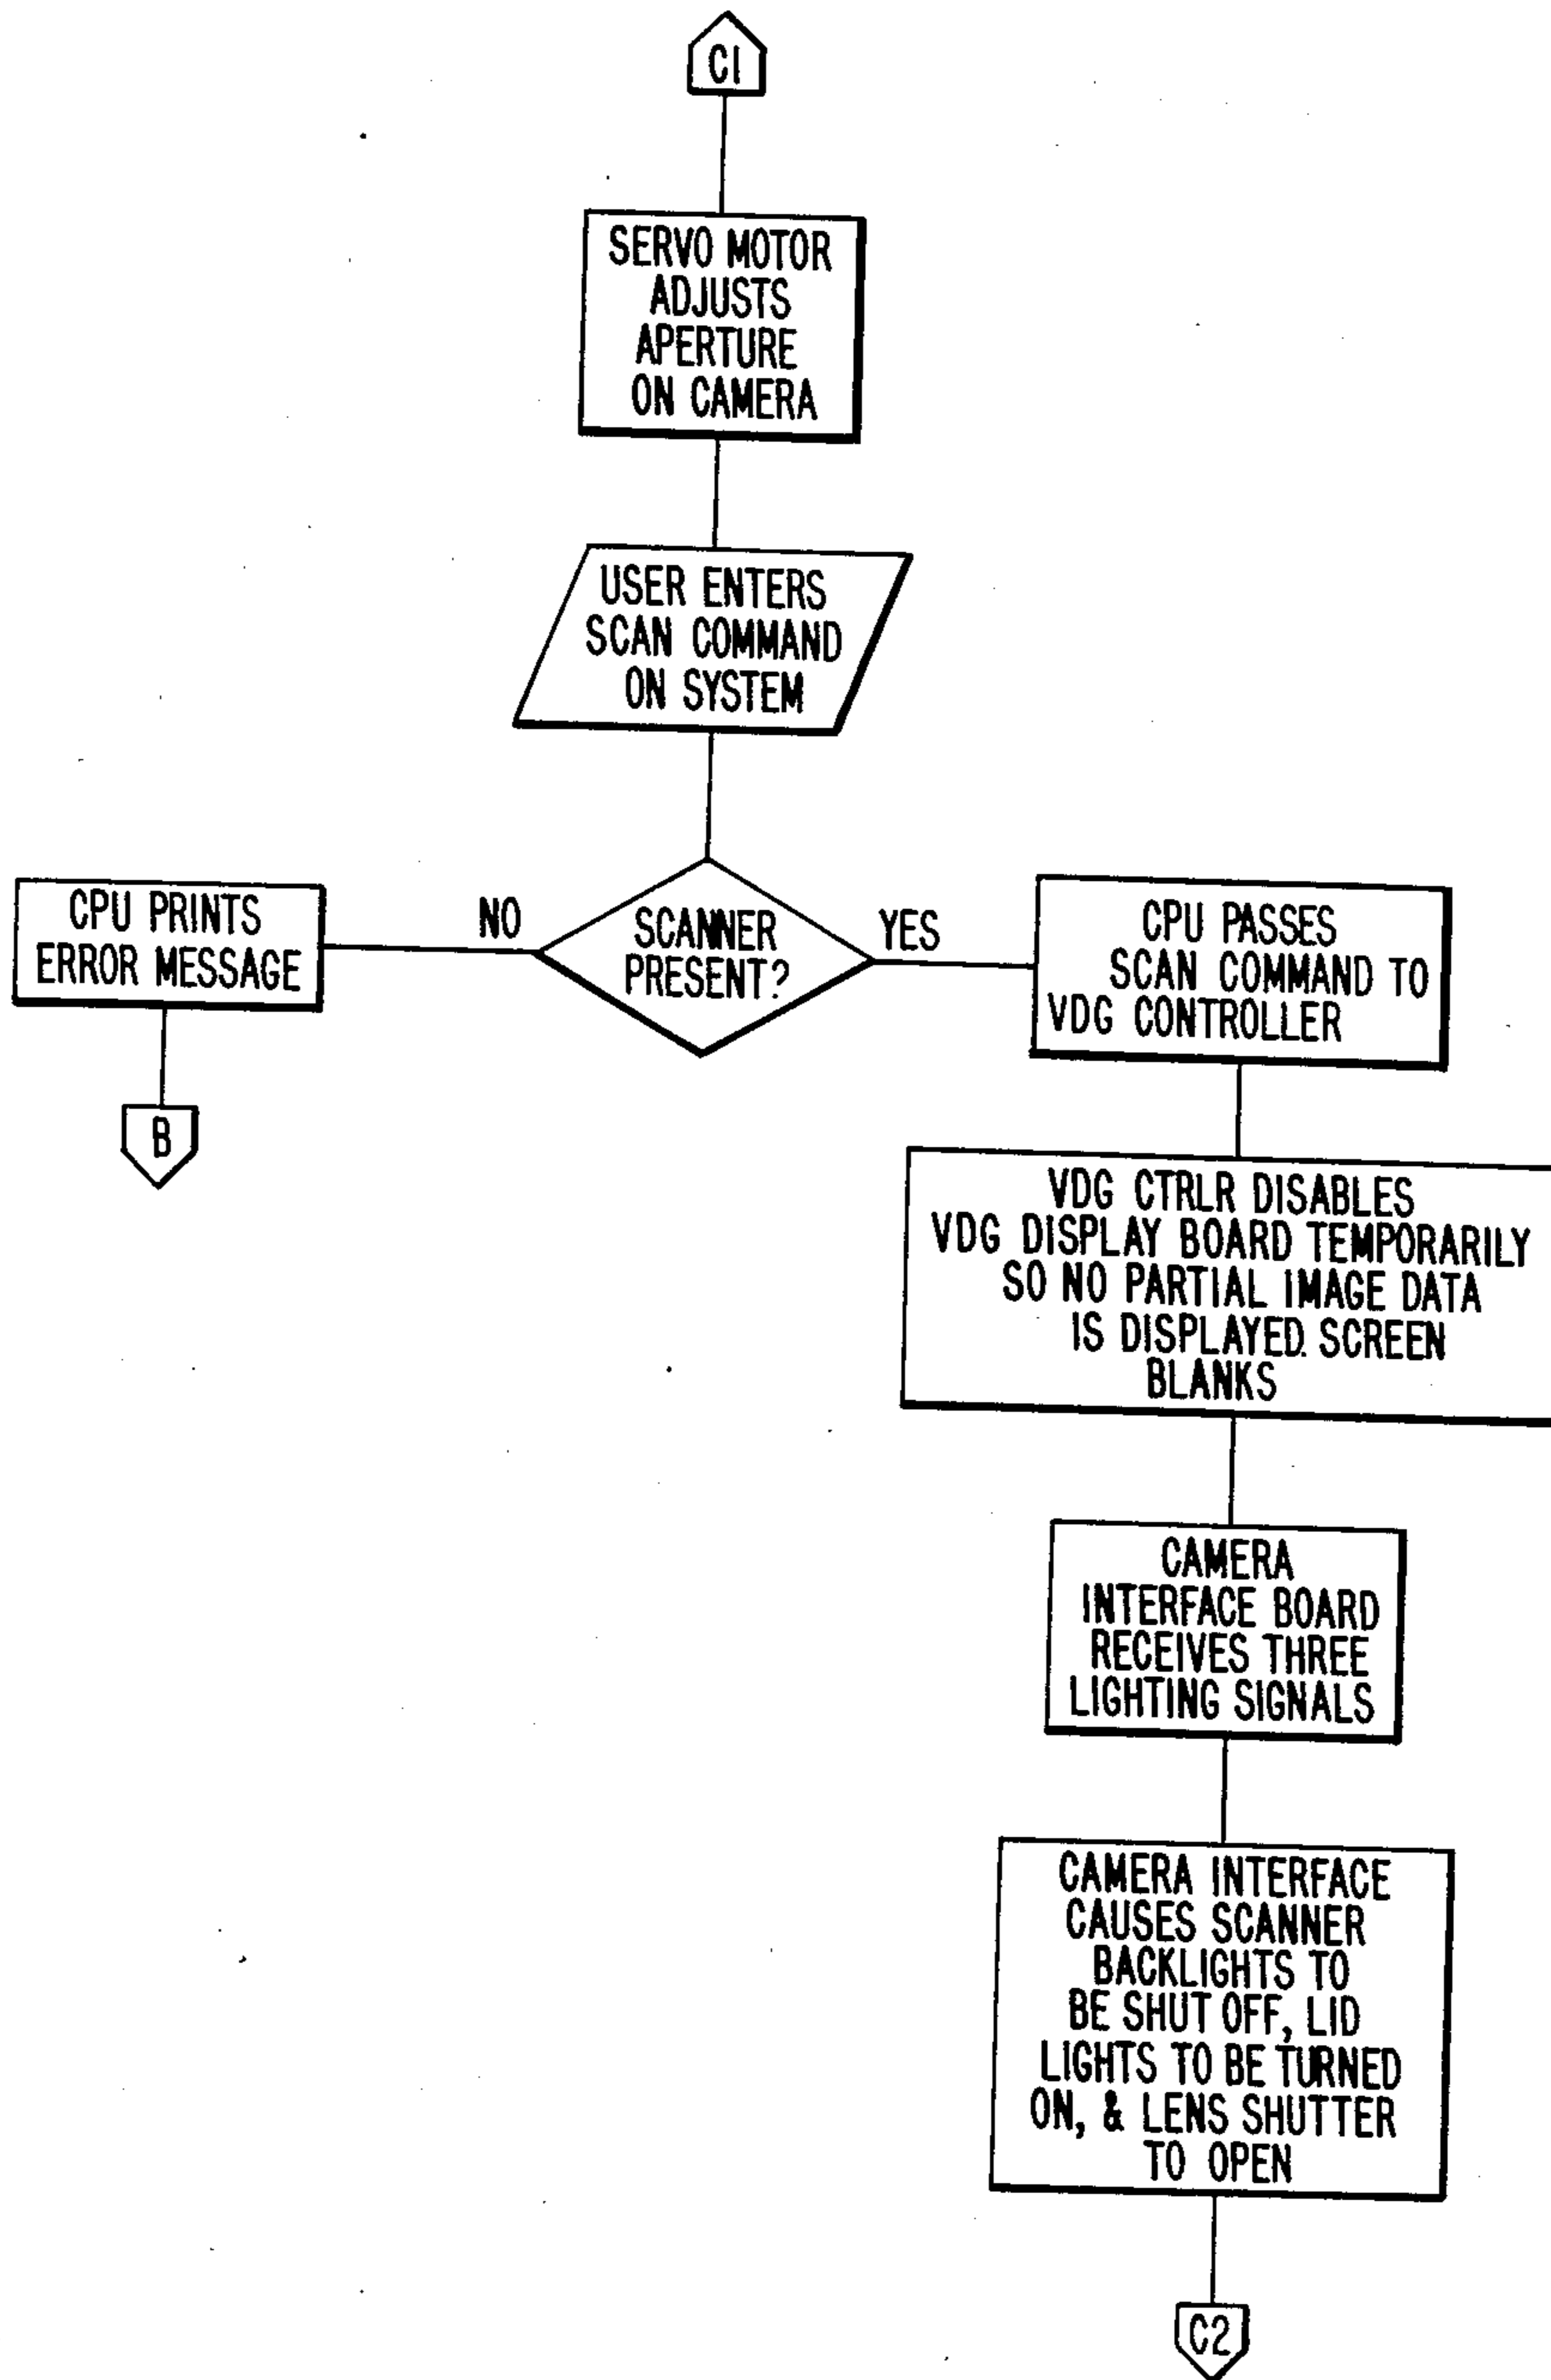 C1
SERVO MOTOR
ADJUSTS
APERTURE
ON CAMERA
USER ENTERS
SCAN COMMAND
ON SYSTEM
SCANNER
PRESENT?
NO
CPU PRINTS
ERROR MESSAGE
B
YES
CPU PASSES
SCAN COMMAND TO
VDG CONTROLLER
VDG CTRLR DISABLES
VDG DISPLAY BOARD TEMPORARILY
SO NO PARTIAL IMAGE DATA
IS DISPLAYED. SCREEN
BLANKS
CAMERA
INTERFACE BOARD
RECEIVES THREE
LIGHTING SIGNALS
CAMERA INTERFACE
CAUSES SCANNER
BACKLIGHTS TO
BE SHUT OFF, LID
LIGHTS TO BE TURNED
ON, & LENS SHUTTER
TO OPEN
C2